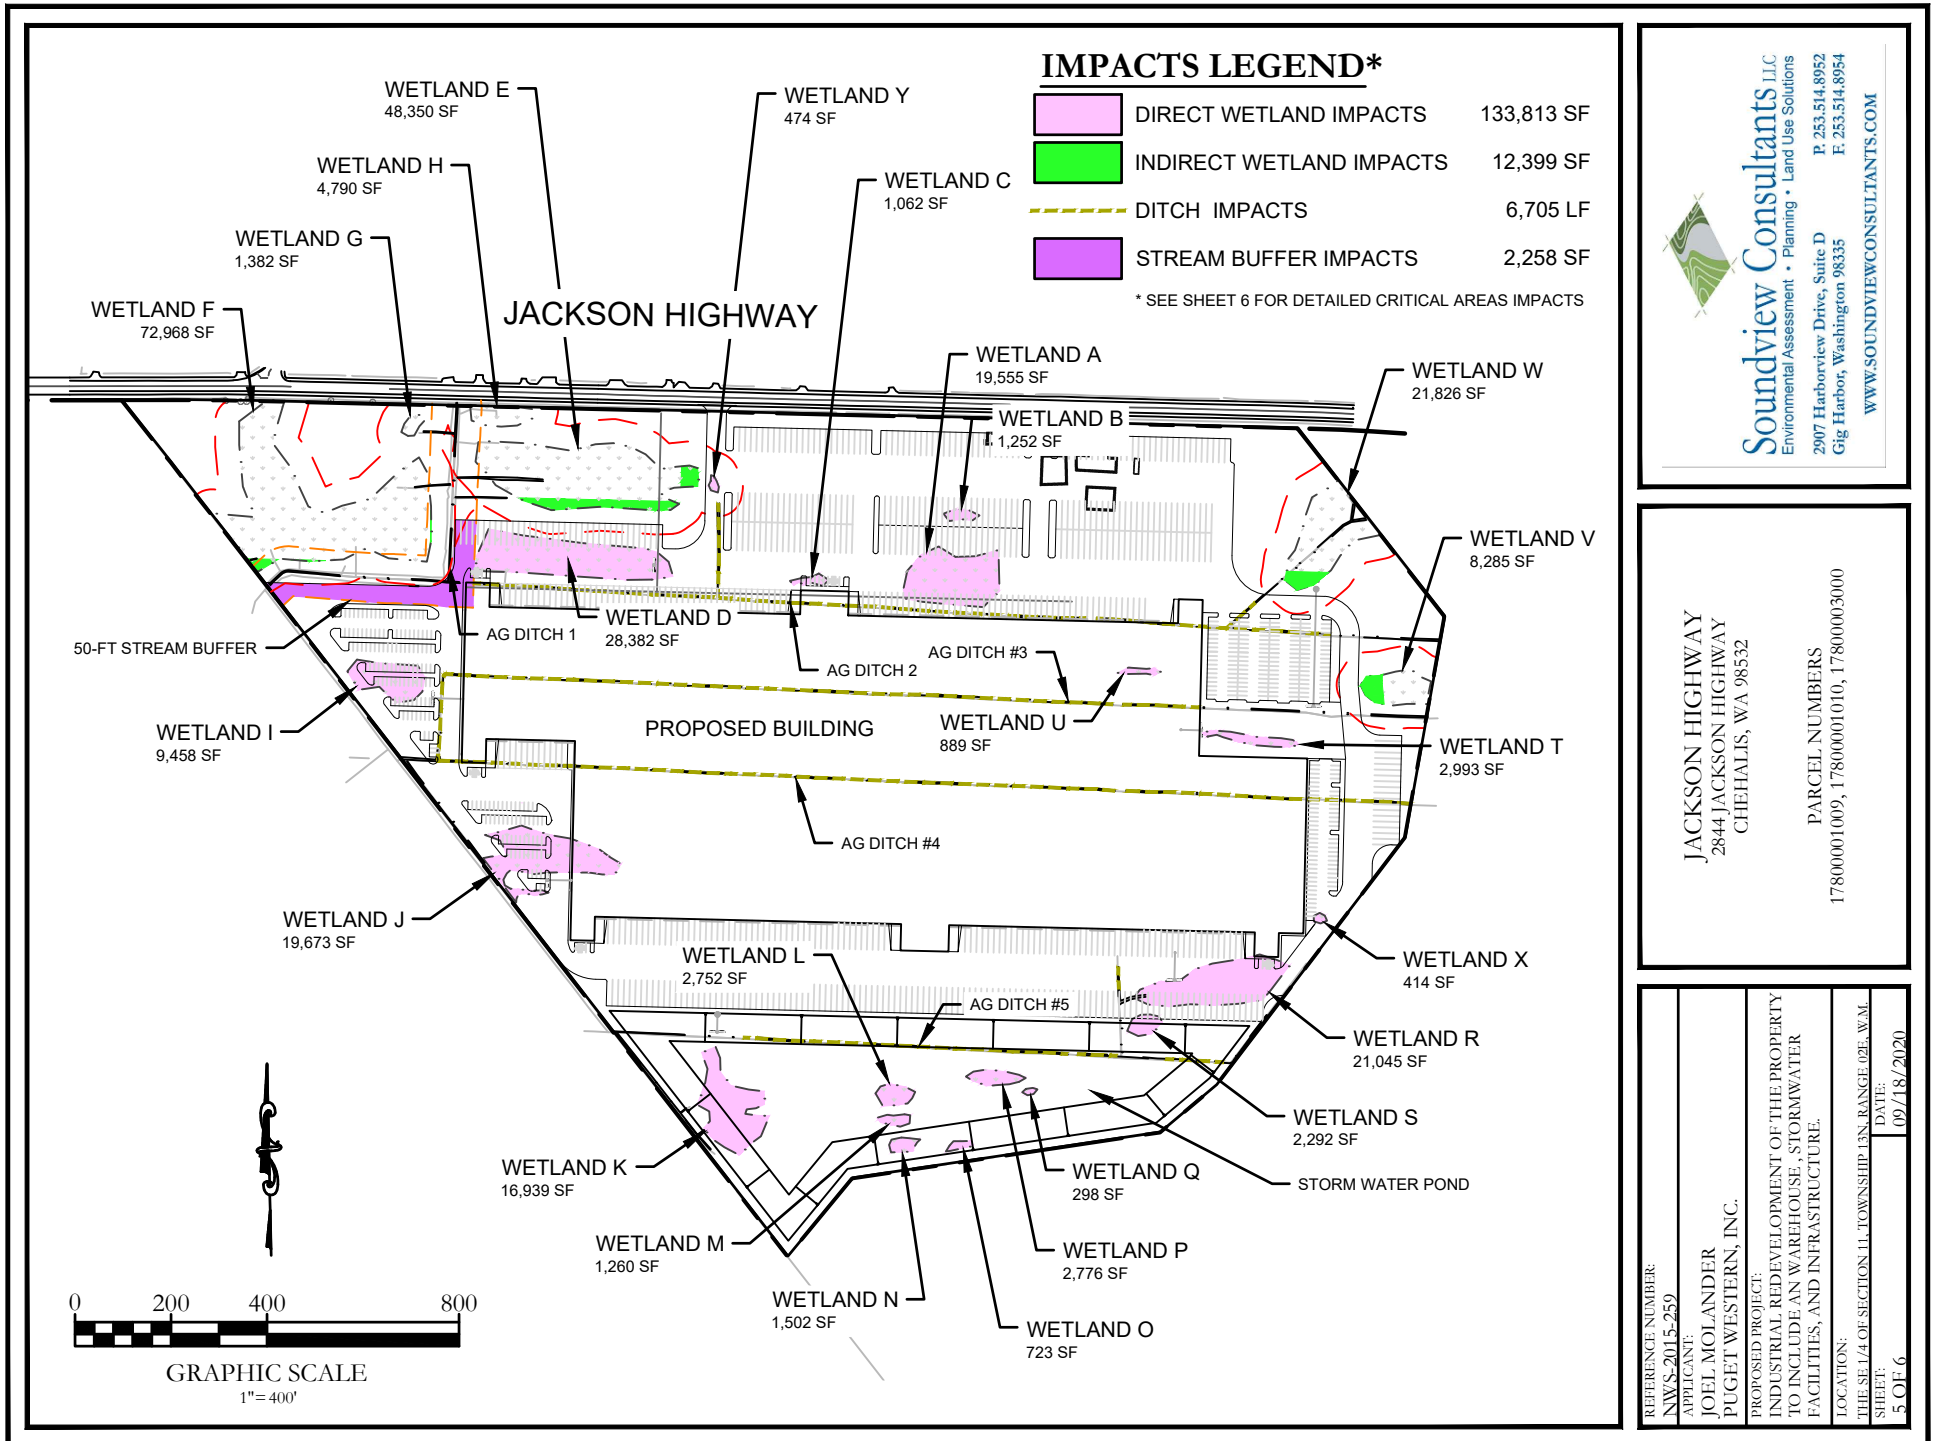 IMPACTS LEGEND*
DIRECT WETLAND IMPACTS 133,813 SF
INDIRECT WETLAND IMPACTS 12,399 SF
DITCH IMPACTS 6,705 LF
STREAM BUFFER IMPACTS 2,258 SF
* SEE SHEET 6 FOR DETAILED CRITICAL AREAS IMPACTS
WETLAND E
48,350 SF
WETLAND Y
474 SF
WETLAND H
4,790 SF
WETLAND C
1,062 SF
WETLAND G
1,382 SF
WETLAND F
72,968 SF
JACKSON HIGHWAY
WETLAND A
19,555 SF
WETLAND W
21,826 SF
WETLAND B
1,252 SF
WETLAND V
8,285 SF
50-FT STREAM BUFFER
AG DITCH 1
WETLAND D
28,382 SF
AG DITCH 2
AG DITCH #3
WETLAND I
9,458 SF
PROPOSED BUILDING
WETLAND U
889 SF
WETLAND T
2,993 SF
AG DITCH #4
WETLAND J
19,673 SF
WETLAND L
2,752 SF
WETLAND X
414 SF
AG DITCH #5
WETLAND R
21,045 SF
WETLAND S
2,292 SF
WETLAND K
16,939 SF
WETLAND Q
298 SF
STORM WATER POND
WETLAND M
1,260 SF
WETLAND P
2,776 SF
WETLAND N
1,502 SF
WETLAND O
723 SF
0 200 400 800
GRAPHIC SCALE
1"= 400'
Soundview Consultants LLC
Environmental Assessment • Planning • Land Use Solutions
2907 Harborview Drive, Suite D P. 253.514.8952
Gig Harbor, Washington 98335 F. 253.514.8954
WWW.SOUNDVIEWCONSULTANTS.COM
JACKSON HIGHWAY
2844 JACKSON HIGHWAY
CHEHALIS, WA 98532
PARCEL NUMBERS
17800001009, 17800001010, 17800003000
REFERENCE NUMBER:
NWS-2015-259
APPLICANT:
JOEL MOLANDER
PUGET WESTERN, INC.
PROPOSED PROJECT:
INDUSTRIAL REDEVELOPMENT OF THE PROPERTY
TO INCLUDE AN WAREHOUSE , STORMWATER
FACILITIES, AND INFRASTRUCTURE.
LOCATION:
THE SE 1/4 OF SECTION 11, TOWNSHIP 13N, RANGE 02E, W.M.
SHEET: DATE:
5 OF 6 09/18/2020